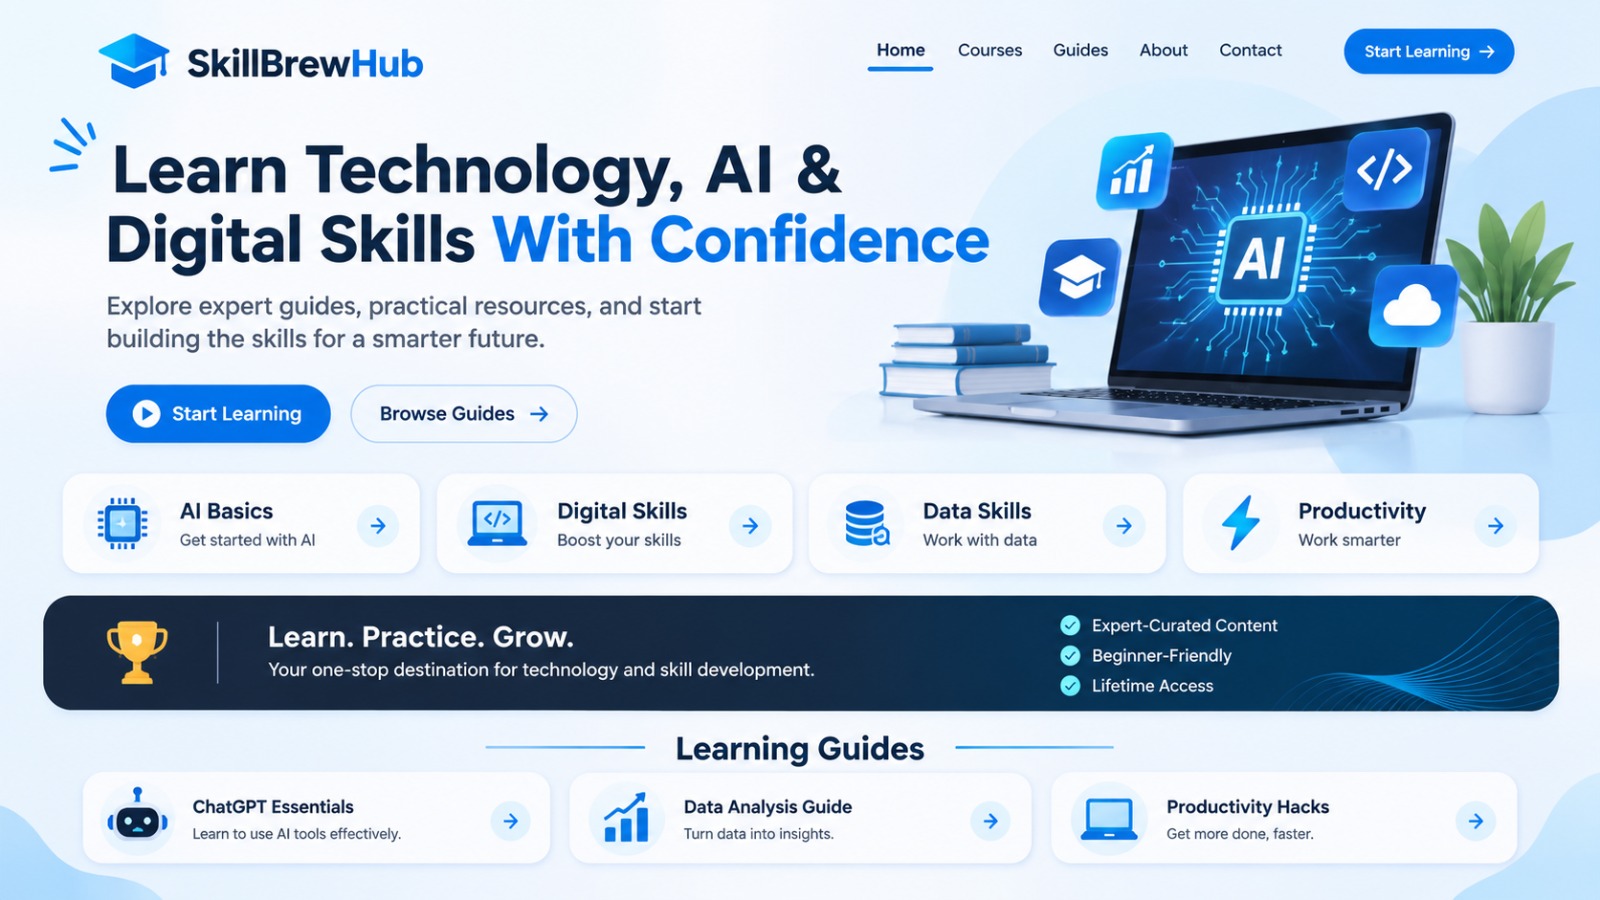 SkillBrewHub
Home Courses Guides About Contact Start Learning
Learn Technology, AI &
Digital Skills With Confidence
Explore expert guides, practical resources, and start
building the skills for a smarter future.
Start Learning Browse Guides
AI
AI Basics
Get started with AI
Digital Skills
Boost your skills
Data Skills
Work with data
Productivity
Work smarter
Learn. Practice. Grow.
Your one-stop destination for technology and skill development.
Expert-Curated Content
Beginner-Friendly
Lifetime Access
Learning Guides
ChatGPT Essentials
Learn to use AI tools effectively.
Data Analysis Guide
Turn data into insights.
Productivity Hacks
Get more done, faster.